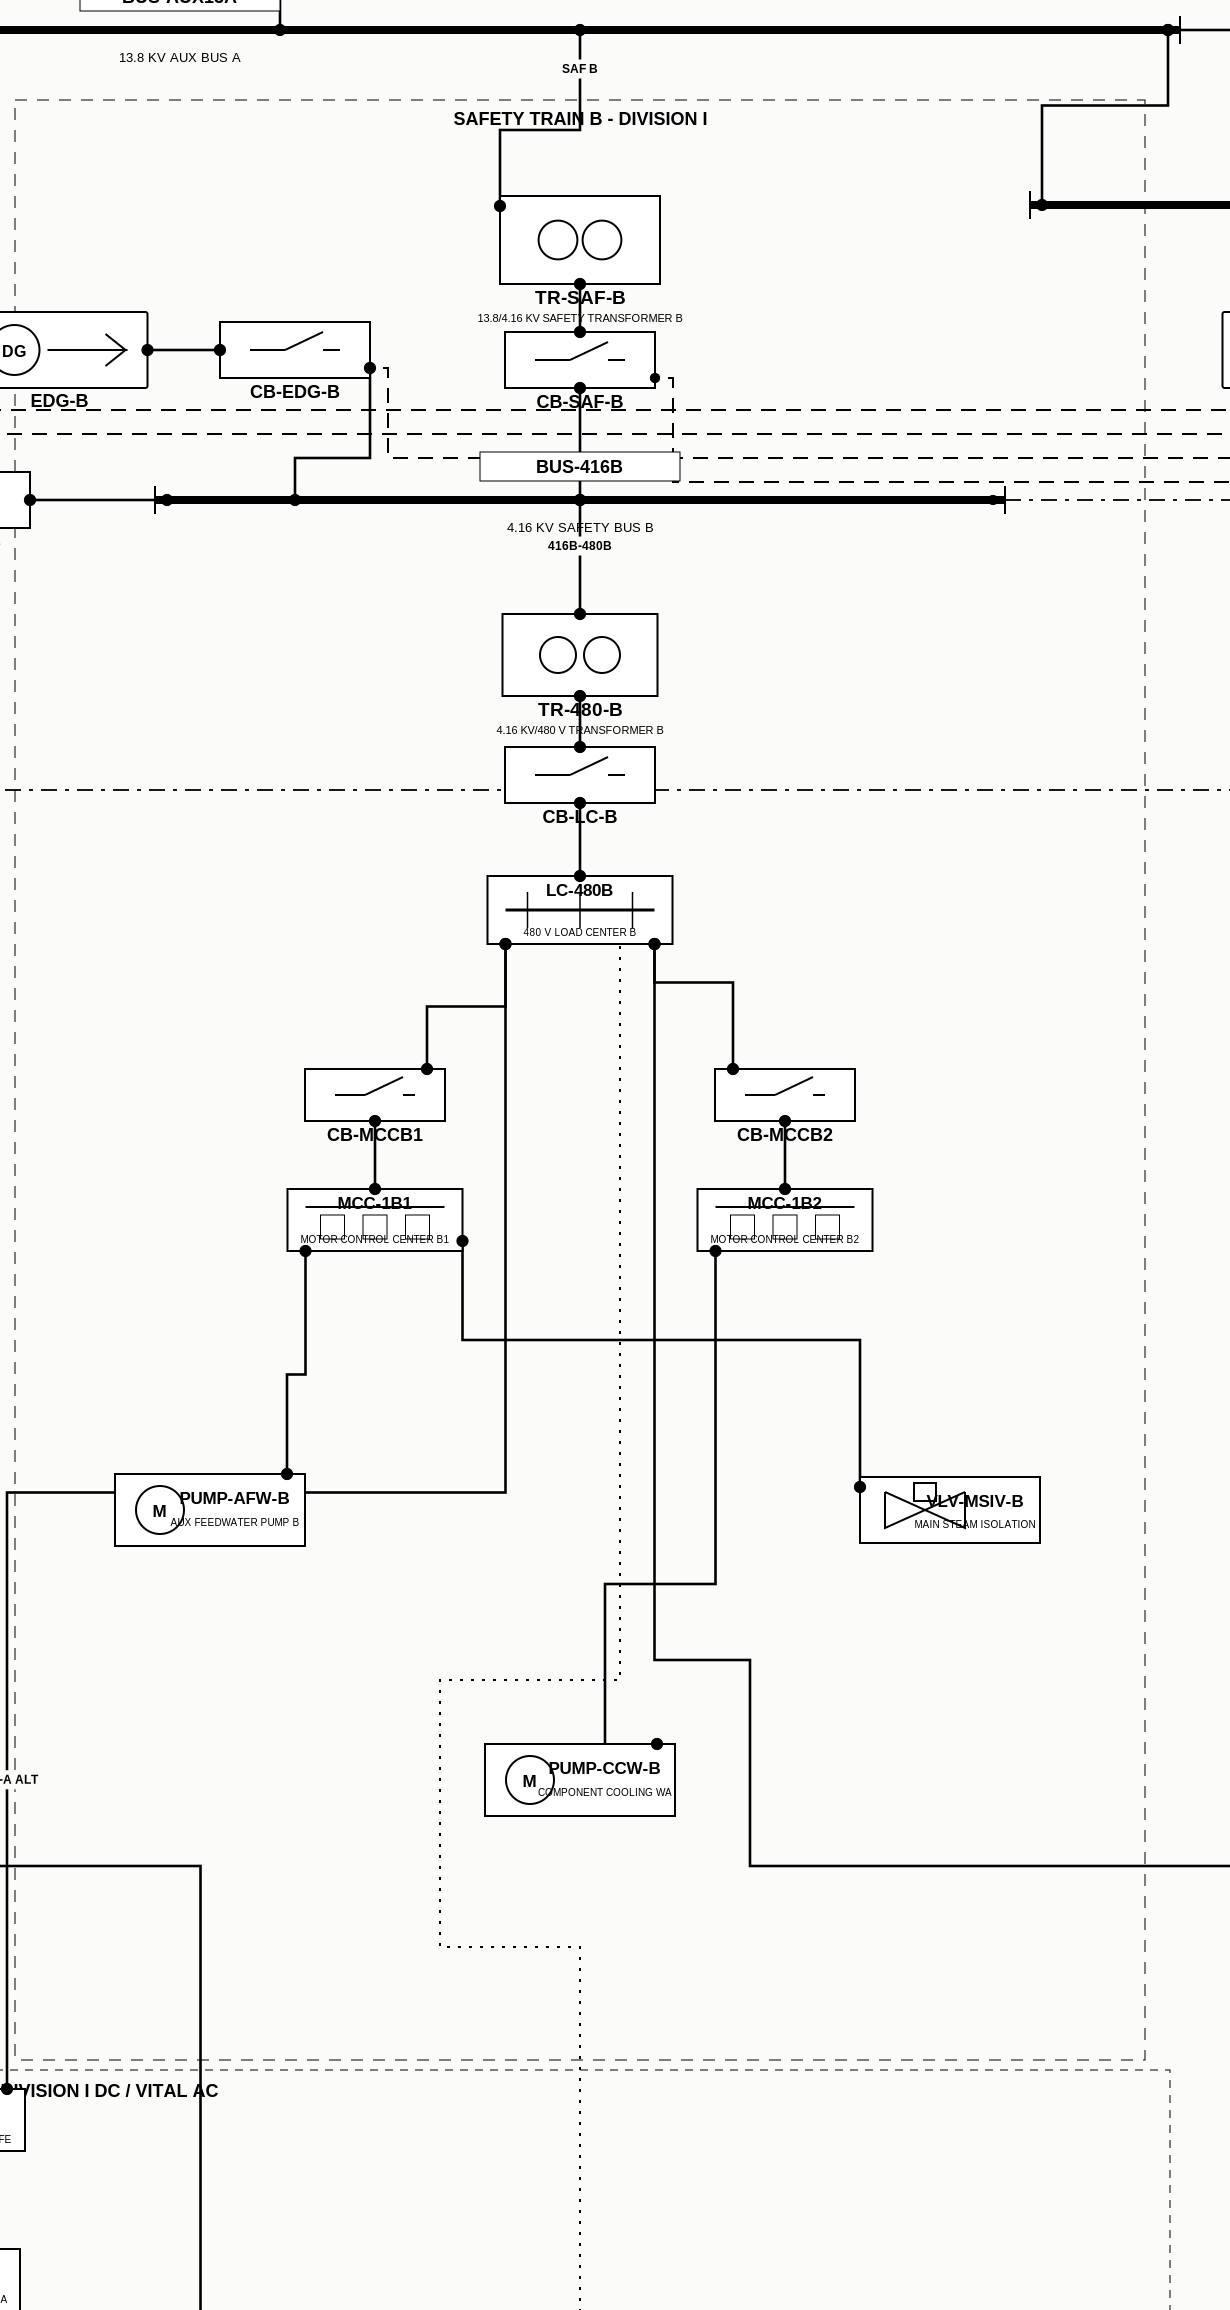 13.8 KV AUX BUS A
SAF B
SAFETY TRAIN B - DIVISION I
TR-SAF-B
13.8/4.16 KV SAFETY TRANSFORMER B
DG
EDG-B
CB-EDG-B
CB-SAF-B
BUS-416B
4.16 KV SAFETY BUS B
416B-480B
TR-480-B
4.16 KV/480 V TRANSFORMER B
CB-LC-B
LC-480B
480 V LOAD CENTER B
CB-MCCB1
CB-MCCB2
MCC-1B1
MOTOR CONTROL CENTER B1
MCC-1B2
MOTOR CONTROL CENTER B2
M
PUMP-AFW-B
AUX FEEDWATER PUMP B
VLV-MSIV-B
MAIN STEAM ISOLATION
M
PUMP-CCW-B
COMPONENT COOLING WA
-A ALT
VISION I DC / VITAL AC
FE
A